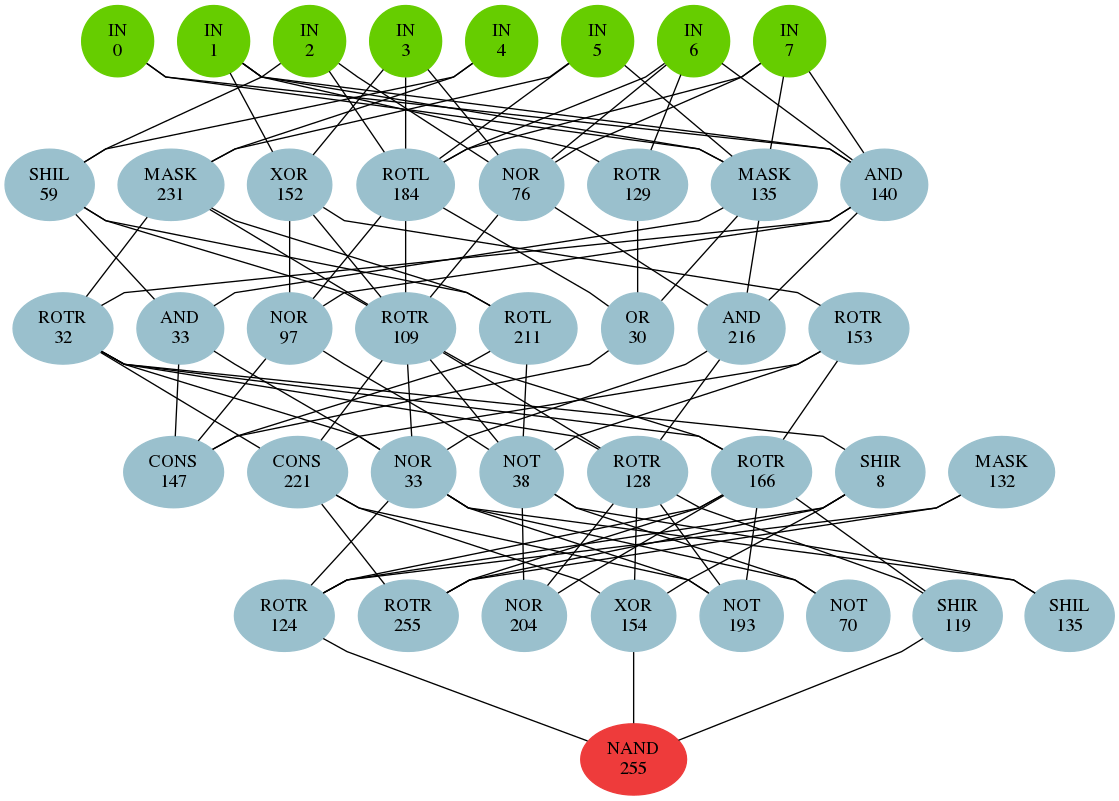 IN
0
IN
1
IN
2
IN
3
IN
4
IN
5
IN
6
IN
7
SHIL
59
MASK
231
XOR
152
ROTL
184
NOR
76
ROTR
129
MASK
135
AND
140
ROTR
32
AND
33
NOR
97
ROTR
109
ROTL
211
OR
30
AND
216
ROTR
153
CONS
147
CONS
221
NOR
33
NOT
38
ROTR
128
ROTR
166
SHIR
8
MASK
132
ROTR
124
ROTR
255
NOR
204
XOR
154
NOT
193
NOT
70
SHIR
119
SHIL
135
NAND
255